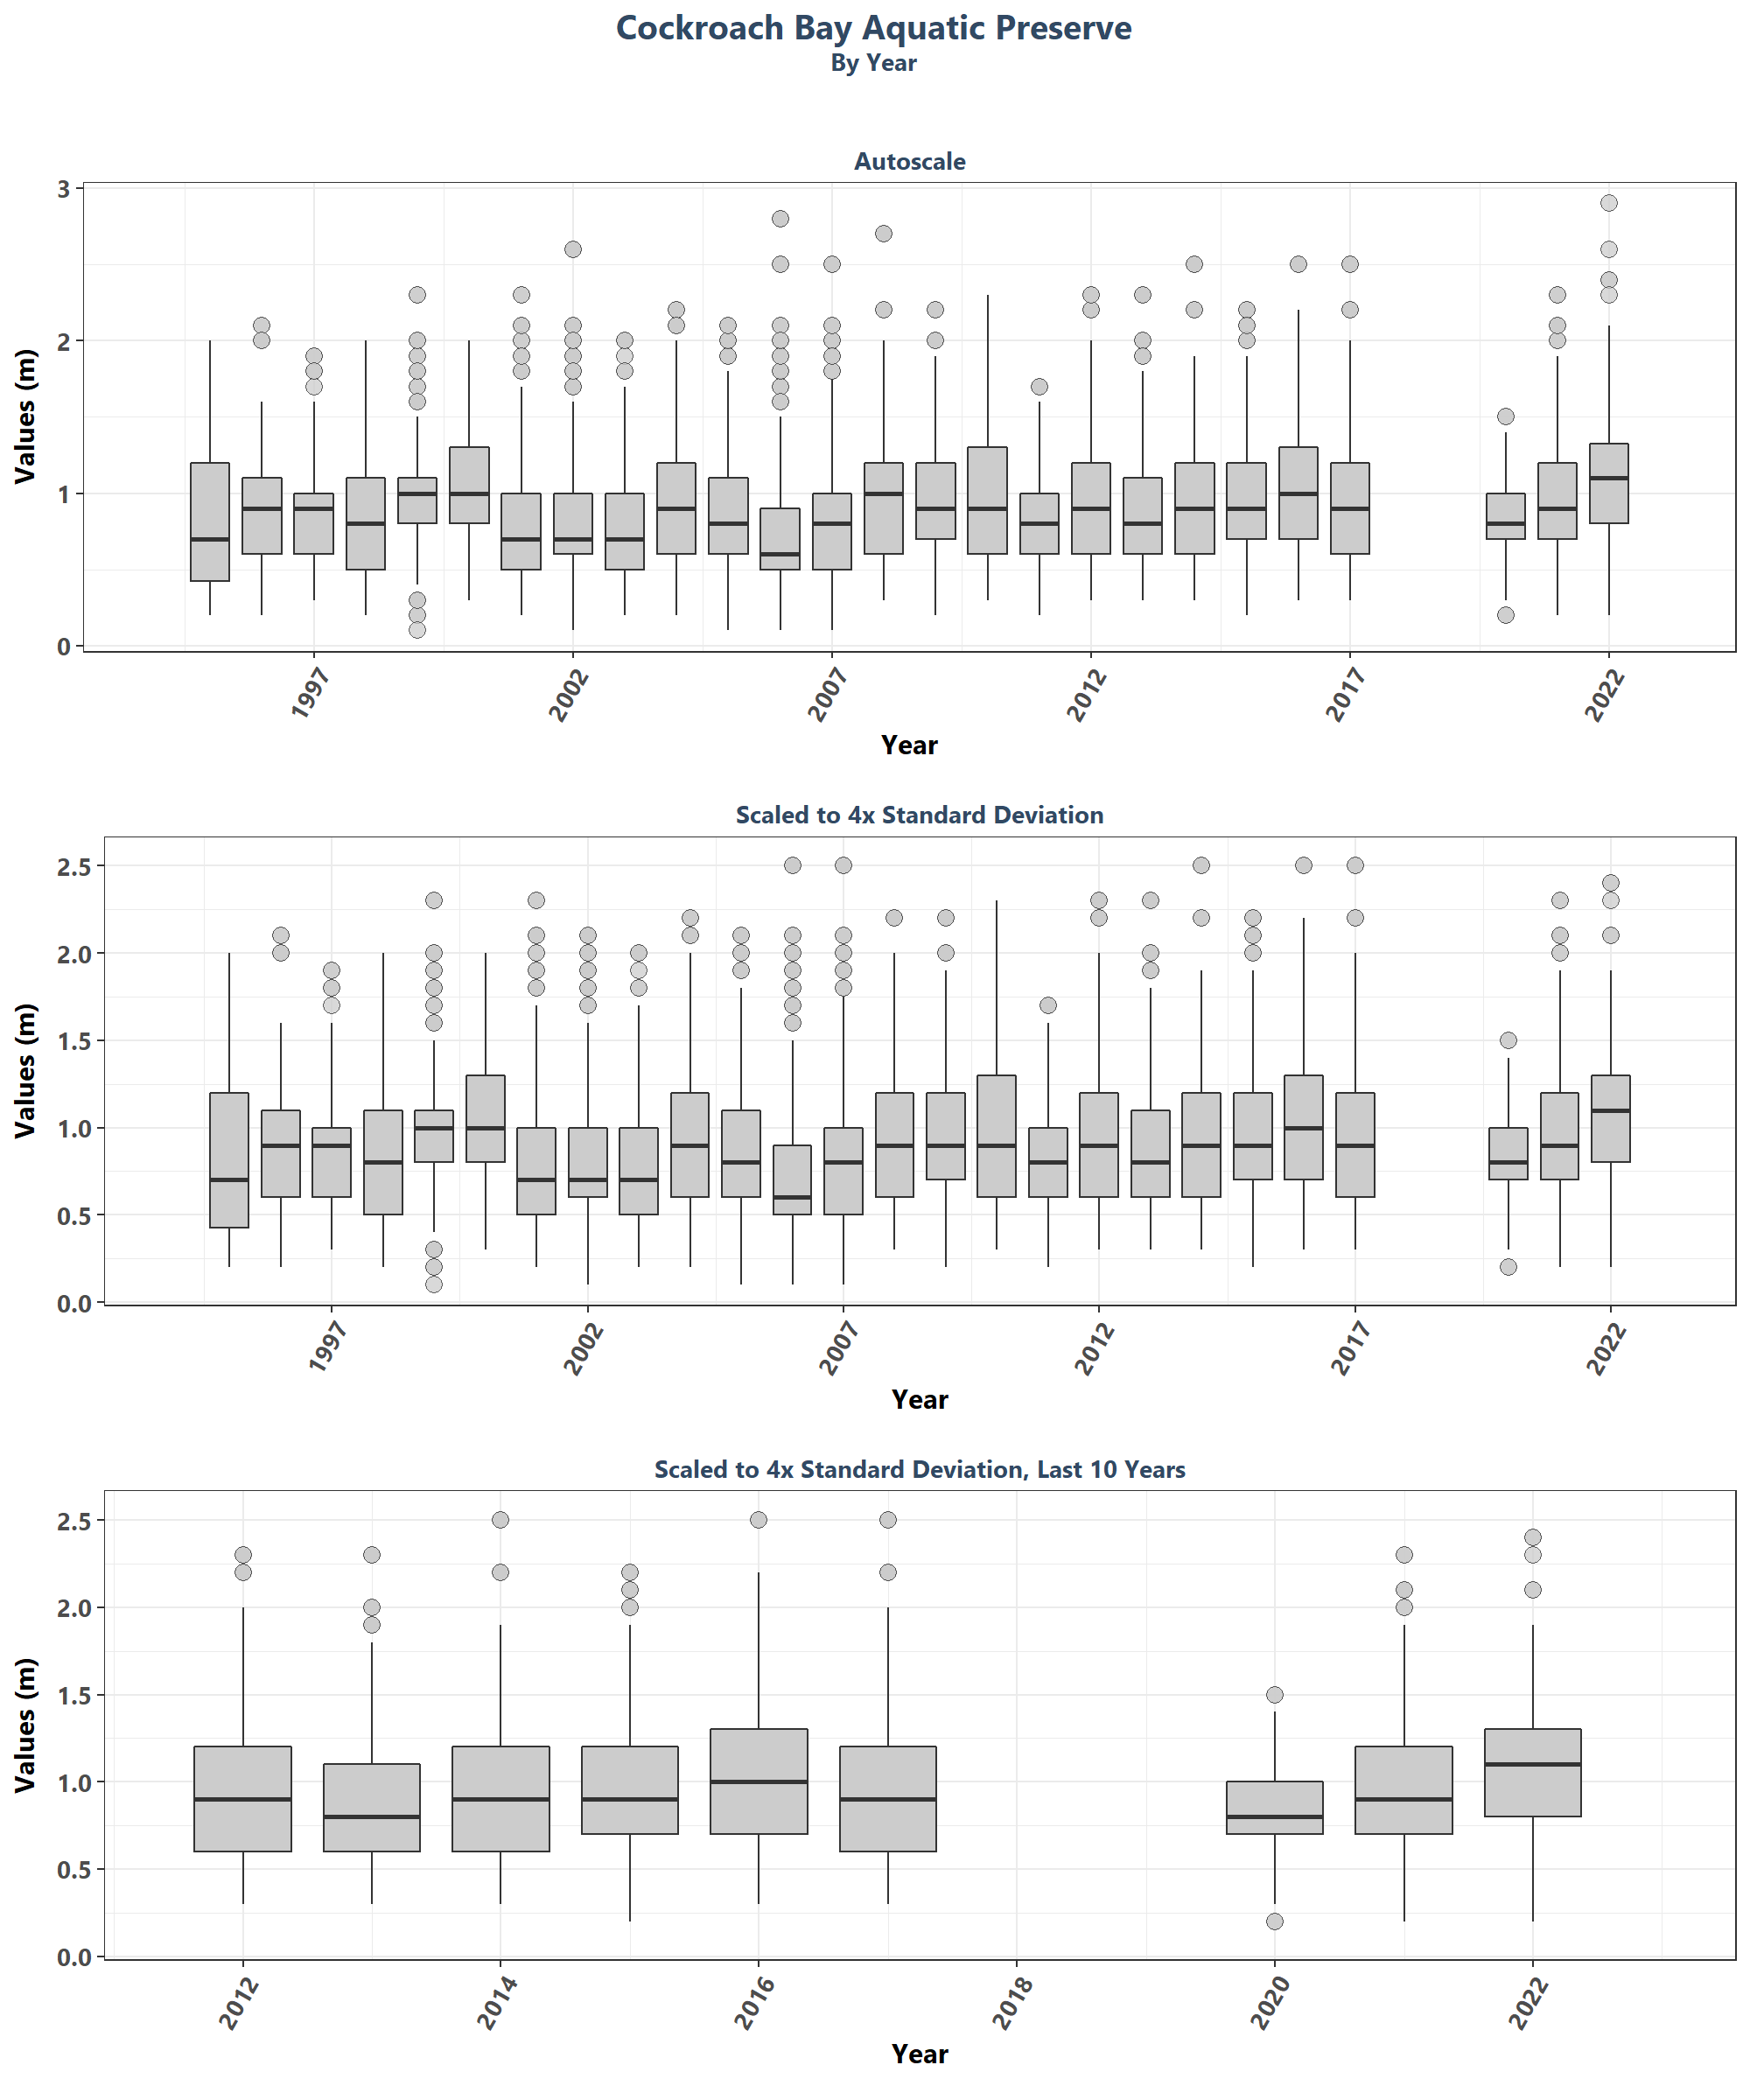 Cockroach Bay Aquatic Preserve
By Year
Autoscale
Values (m)
3
2
1
0
1997 2002 2007 2012 2017 2022
Year
Scaled to 4x Standard Deviation
Values (m)
2.5
2.0
1.5
1.0
0.5
0.0
1997 2002 2007 2012 2017 2022
Year
Scaled to 4x Standard Deviation, Last 10 Years
Values (m)
2.5
2.0
1.5
1.0
0.5
0.0
2012 2014 2016 2018 2020 2022
Year